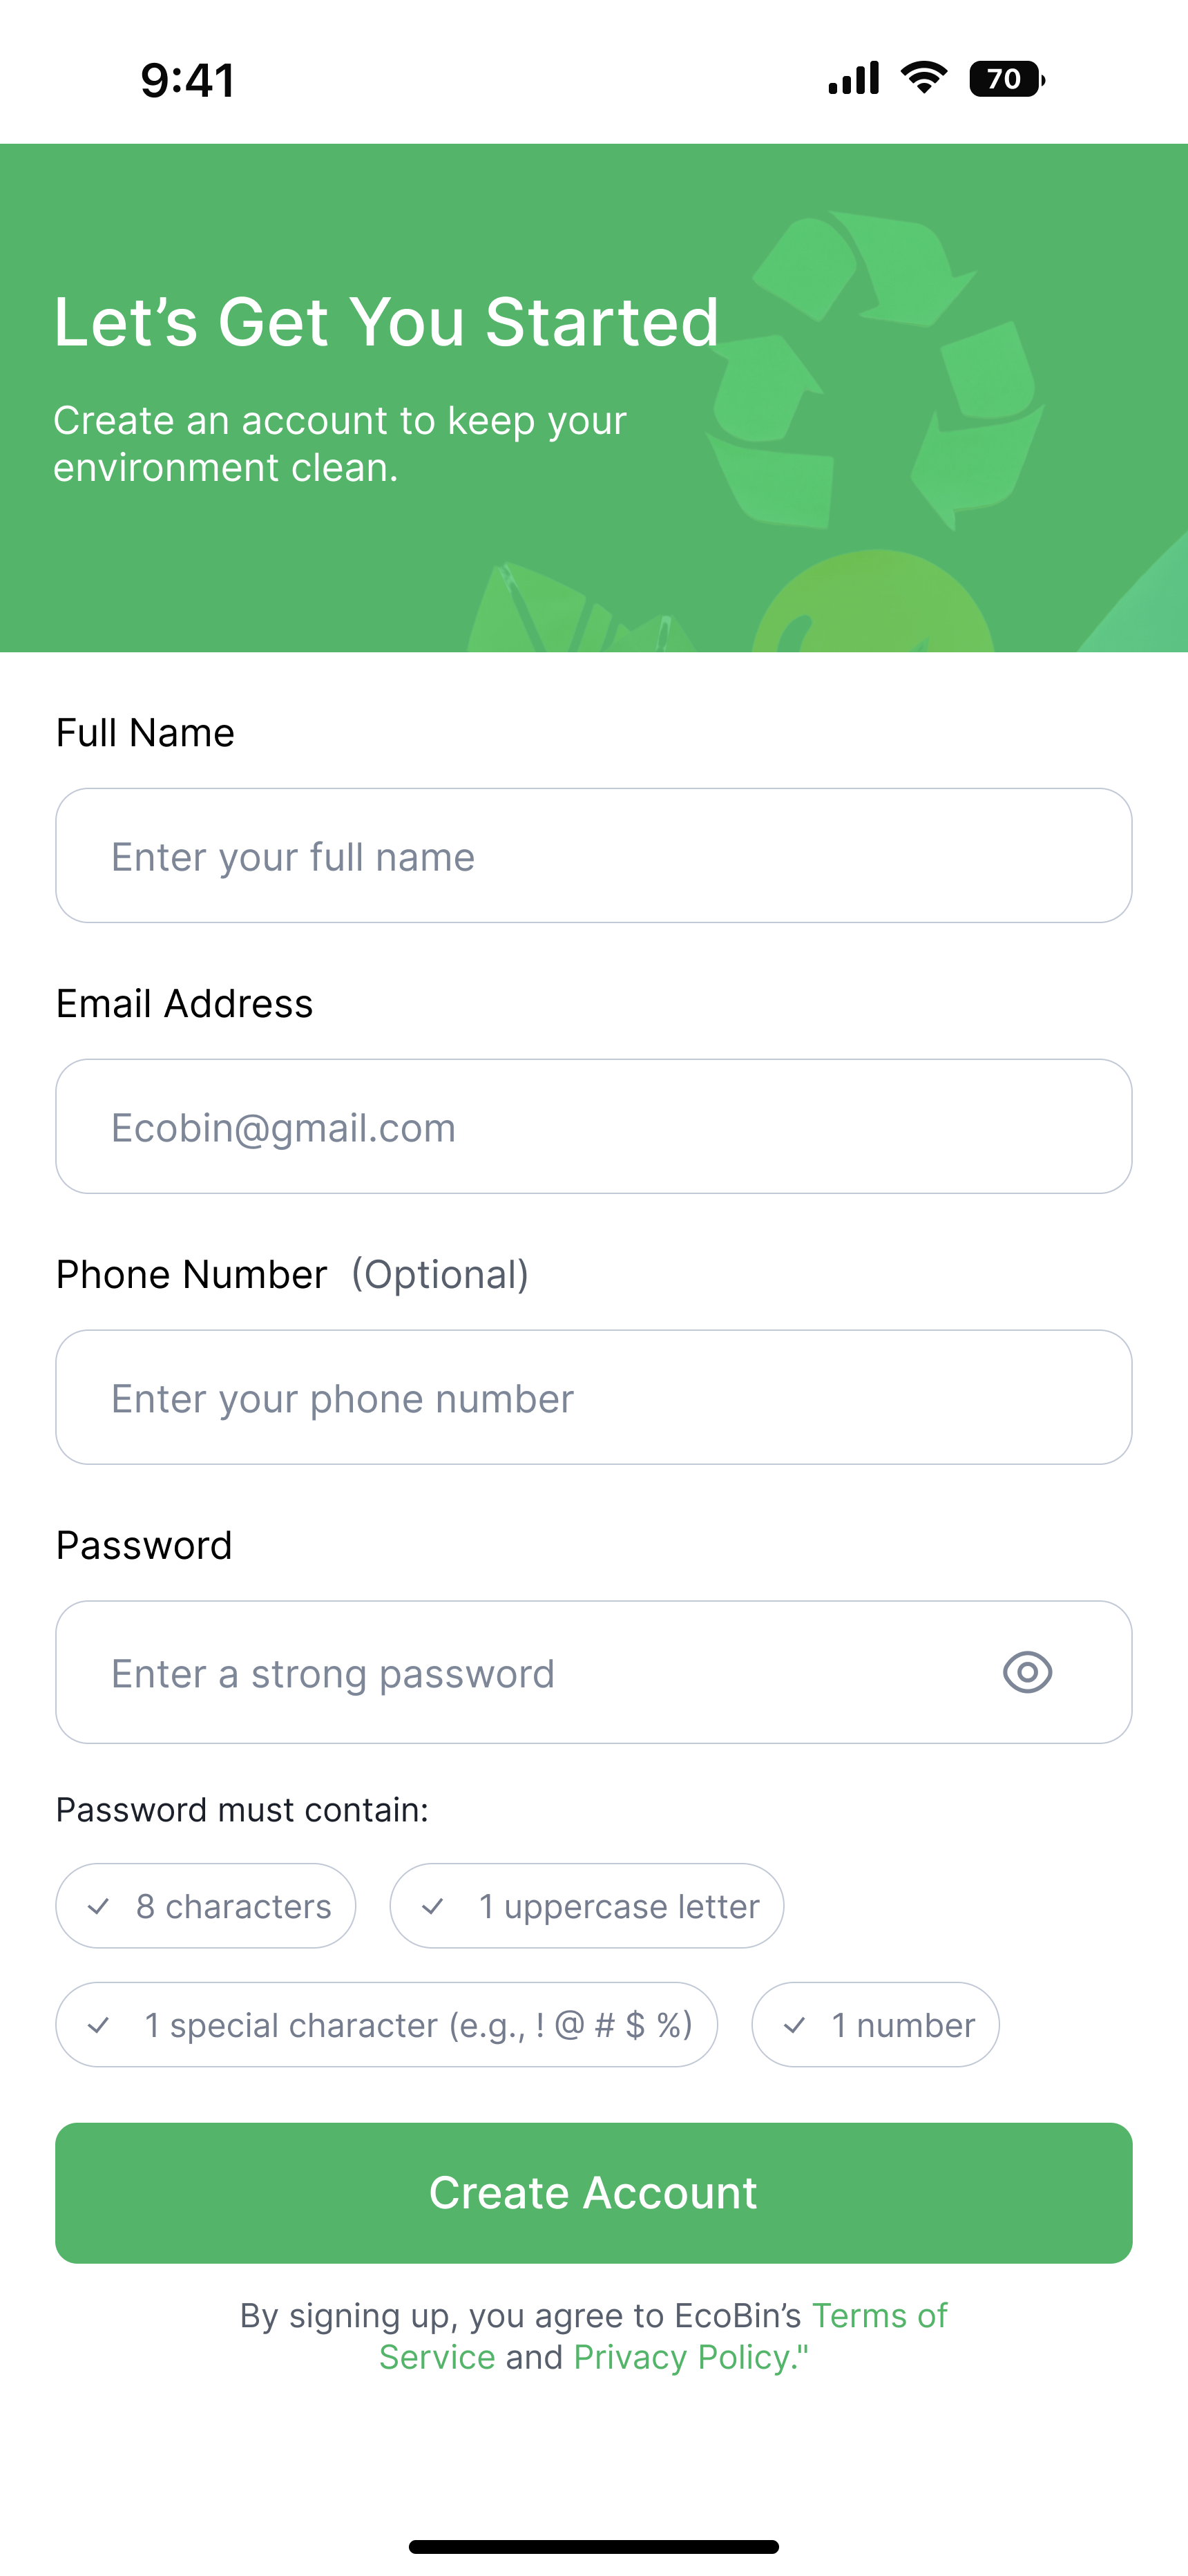 9:41
70
Let’s Get You Started
Create an account to keep your
environment clean.
Full Name
Enter your full name
Email Address
Ecobin@gmail.com
Phone Number (Optional)
Enter your phone number
Password
Enter a strong password
Password must contain:
8 characters
1 uppercase letter
1 special character (e.g., ! @ # $ %)
1 number
Create Account
By signing up, you agree to EcoBin’s Terms of
Service and Privacy Policy."